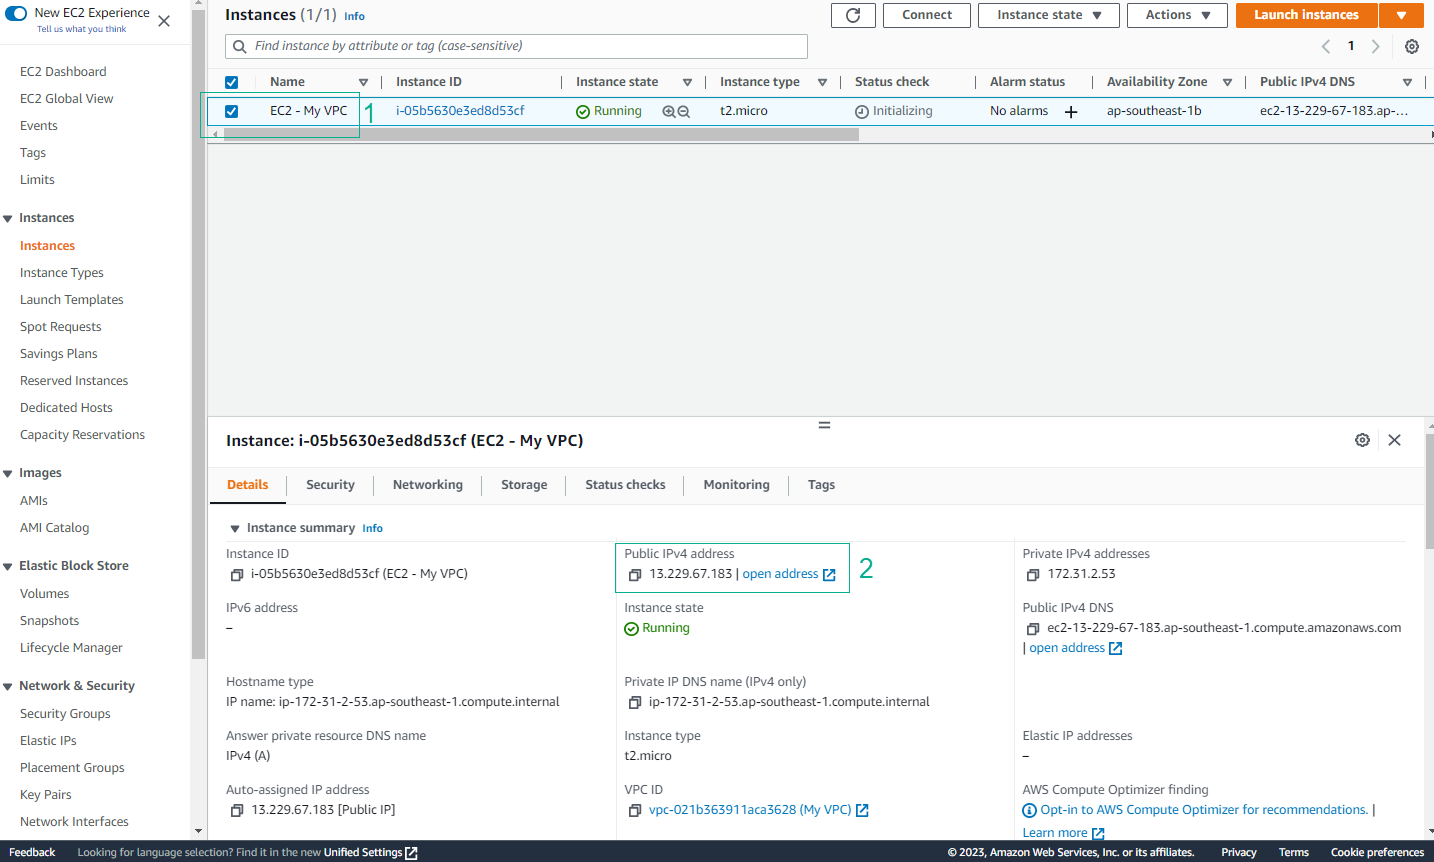 New EC2 Experience
Tell us what you think
EC2 Dashboard
EC2 Global View
Events
Tags
Limits
Instances
Instances
Instance Types
Launch Templates
Spot Requests
Savings Plans
Reserved Instances
Dedicated Hosts
Capacity Reservations
Images
AMIs
AMI Catalog
Elastic Block Store
Volumes
Snapshots
Lifecycle Manager
Network & Security
Security Groups
Elastic IPs
Placement Groups
Key Pairs
Network Interfaces
Instances (1/1) Info
Connect Instance state Actions Launch instances
Find instance by attribute or tag (case-sensitive)
1
Name Instance ID Instance state Instance type Status check Alarm status Availability Zone Public IPv4 DNS
EC2 - My VPC 1 i-05b5630e3ed8d53cf Running t2.micro Initializing No alarms ap-southeast-1b ec2-13-229-67-183.ap-...
Instance: i-05b5630e3ed8d53cf (EC2 - My VPC)
Details Security Networking Storage Status checks Monitoring Tags
Instance summary Info
Instance ID
i-05b5630e3ed8d53cf (EC2 - My VPC)
Public IPv4 address
13.229.67.183 | open address
2
Private IPv4 addresses
172.31.2.53
IPv6 address
–
Instance state
Running
Public IPv4 DNS
ec2-13-229-67-183.ap-southeast-1.compute.amazonaws.com
| open address
Hostname type
IP name: ip-172-31-2-53.ap-southeast-1.compute.internal
Private IP DNS name (IPv4 only)
ip-172-31-2-53.ap-southeast-1.compute.internal
Answer private resource DNS name
IPv4 (A)
Instance type
t2.micro
Elastic IP addresses
–
Auto-assigned IP address
13.229.67.183 [Public IP]
VPC ID
vpc-021b363911aca3628 (My VPC)
AWS Compute Optimizer finding
Opt-in to AWS Compute Optimizer for recommendations. |
Learn more
Feedback Looking for language selection? Find it in the new Unified Settings © 2023, Amazon Web Services, Inc. or its affiliates. Privacy Terms Cookie preferences